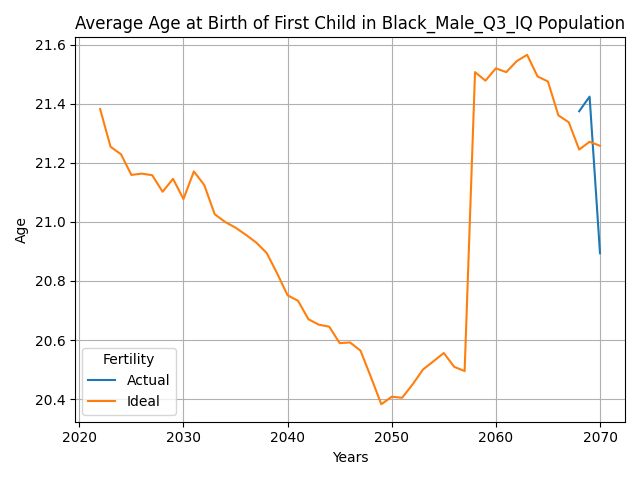 Average Age at Birth of First Child in Black_Male_Q3_IQ Population
21.6
21.4
21.2
21.0
20.8
20.6
20.4
Age
Fertility
Actual
Ideal
2020 2030 2040 2050 2060 2070
Years